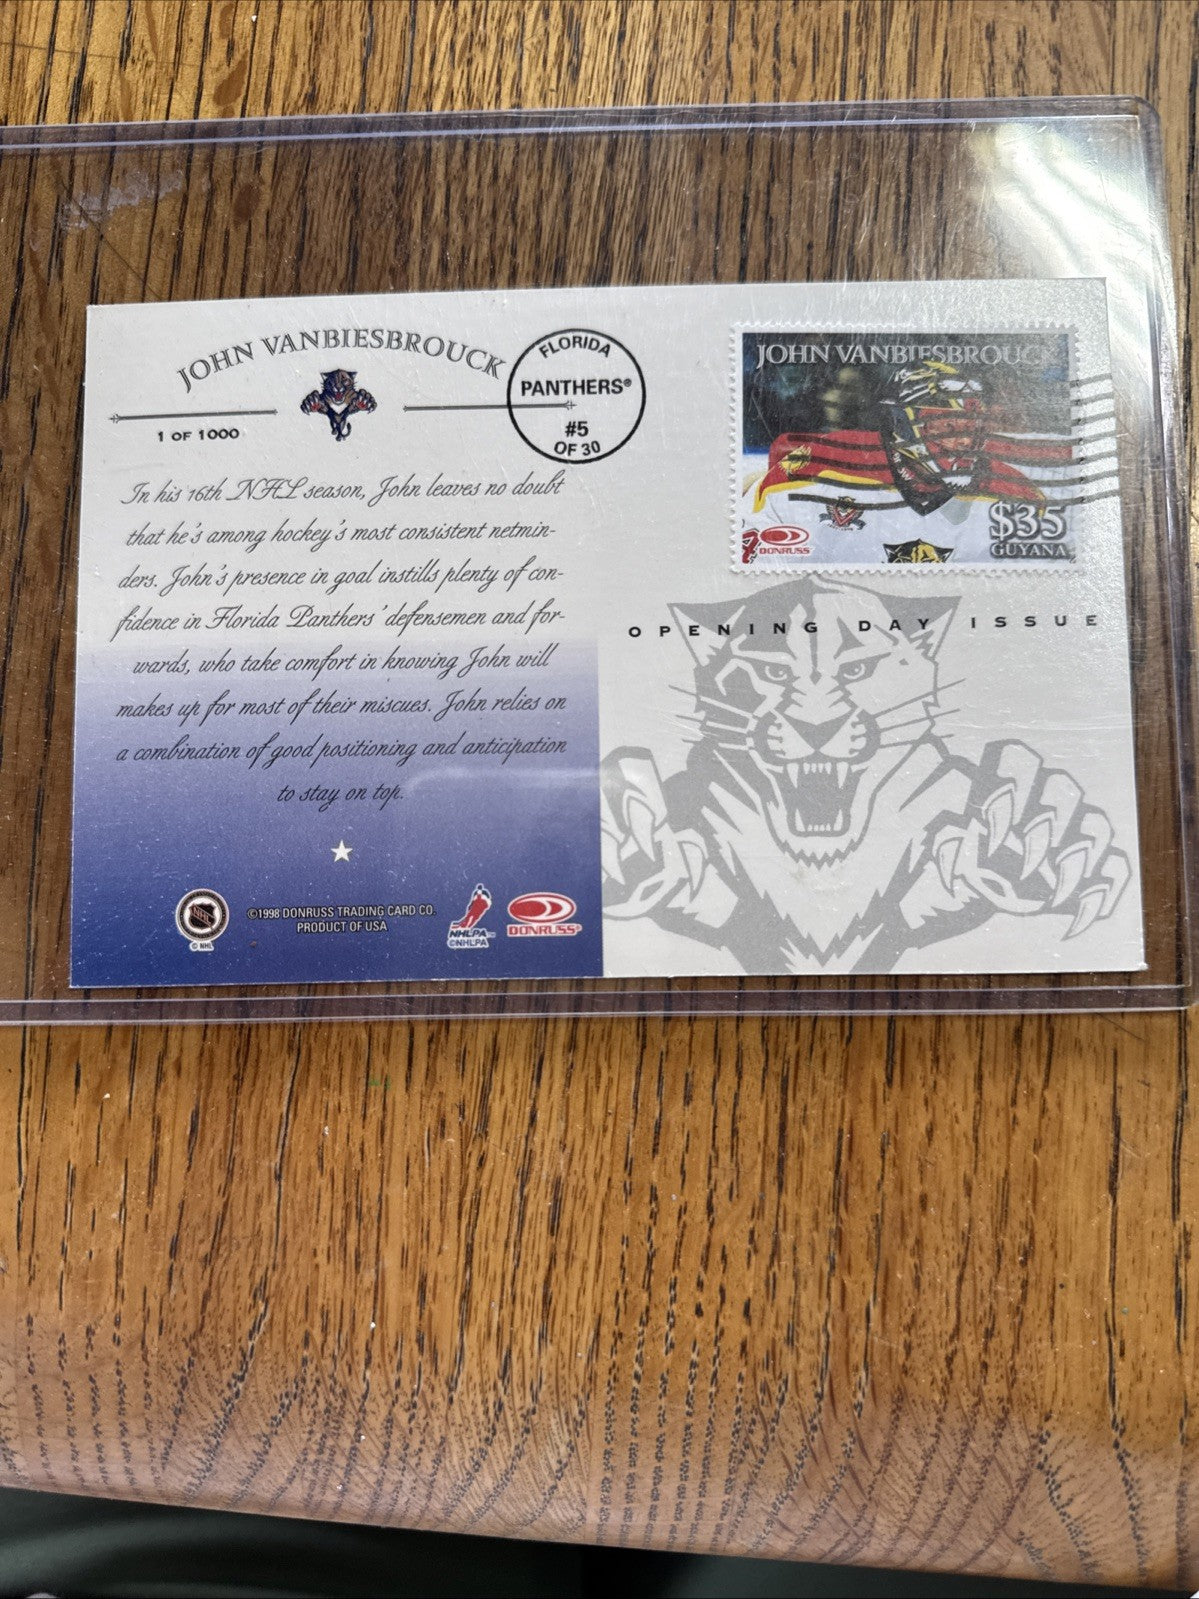 JOHN VANBIESBROUCK
1 OF 1000
FLORIDA
PANTHERS®
#5
OF 30
In his 16th NHL season, John leaves no doubt
that he's among hockey's most consistent netmin-
ders. John's presence in goal instills plenty of con-
fidence in Florida Panthers' defensemen and for-
wards, who take comfort in knowing John will
makes up for most of their miscues. John relies on
a combination of good positioning and anticipation
to stay on top.
NHL
© NHL
©1998 DONRUSS TRADING CARD CO.
PRODUCT OF USA
NHLPA™
©NHLPA
DONRUSS®
JOHN VANBIESBROUCK
DONRUSS
$35
GUYANA
OPENING DAY ISSUE